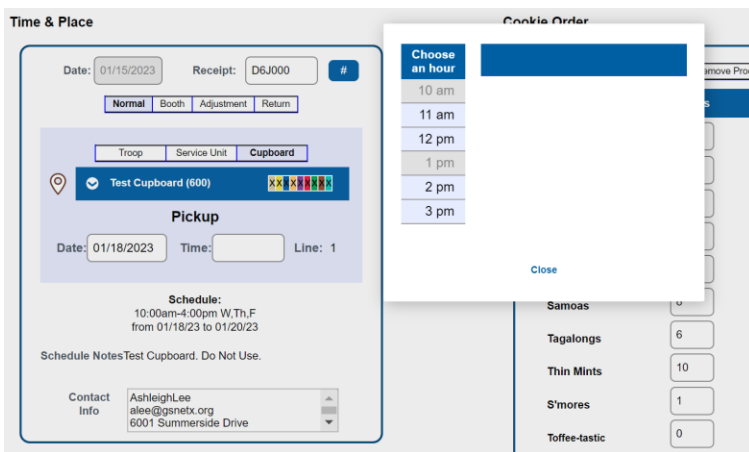 Time & Place
Cookie Order
Date: 01/15/2023 Receipt: D6J000 #
Normal Booth Adjustment Return
Troop Service Unit Cupboard
Test Cupboard (600) XXXXXXXXX
Pickup
Date: 01/18/2023 Time: Line: 1
Schedule:
10:00am-4:00pm W,Th,F
from 01/18/23 to 01/20/23
Schedule NotesTest Cupboard. Do Not Use.
Contact
Info
AshleighLee
alee@gsnetx.org
6001 Summerside Drive
Choose
an hour
10 am
11 am
12 pm
1 pm
2 pm
3 pm
Close
Samoas
Tagalongs 6
Thin Mints 10
S'mores 1
Toffee-tastic 0